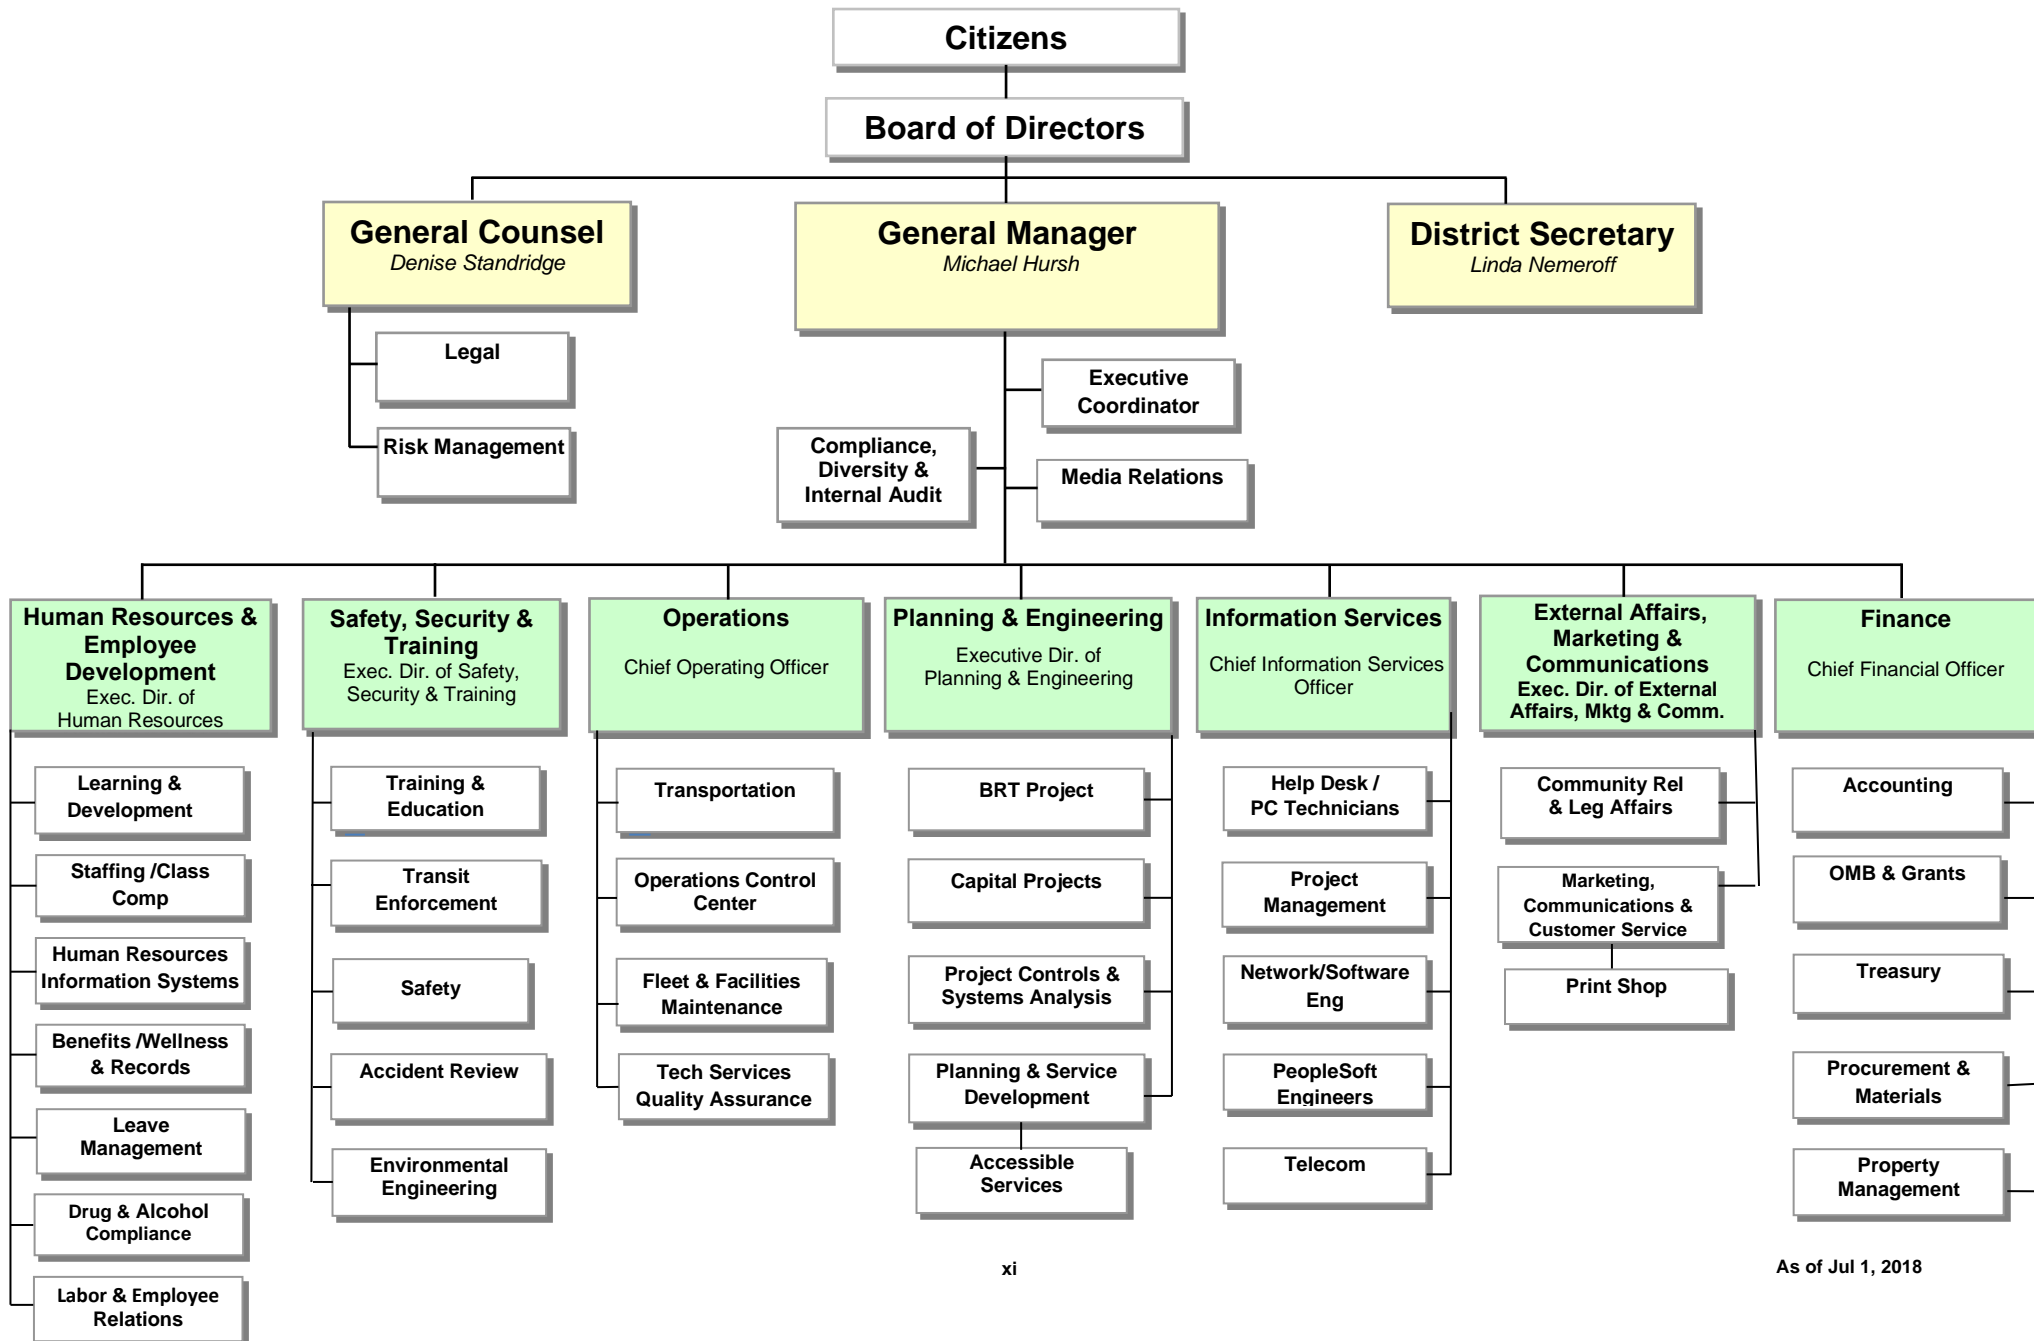 Citizens
Board of Directors
General Counsel
Denise Standridge
General Manager
Michael Hursh
District Secretary
Linda Nemeroff
Legal
Risk Management
Executive
Coordinator
Compliance,
Diversity &
Internal Audit
Media Relations
Human Resources &
Employee
Development
Exec. Dir. of
Human Resources
Learning &
Development
Staffing /Class
Comp
Human Resources
Information Systems
Benefits /Wellness
& Records
Leave
Management
Drug & Alcohol
Compliance
Labor & Employee
Relations
Safety, Security &
Training
Exec. Dir. of Safety,
Security & Training
Training &
Education
Transit
Enforcement
Safety
Accident Review
Environmental
Engineering
Operations
Chief Operating Officer
Transportation
Operations Control
Center
Fleet & Facilities
Maintenance
Tech Services
Quality Assurance
Planning & Engineering
Executive Dir. of
Planning & Engineering
BRT Project
Capital Projects
Project Controls &
Systems Analysis
Planning & Service
Development
Accessible
Services
Information Services
Chief Information Services
Officer
Help Desk /
PC Technicians
Project
Management
Network/Software
Eng
PeopleSoft
Engineers
Telecom
External Affairs,
Marketing &
Communications
Exec. Dir. of External
Affairs, Mktg & Comm.
Community Rel
& Leg Affairs
Marketing,
Communications &
Customer Service
Print Shop
Finance
Chief Financial Officer
Accounting
OMB & Grants
Treasury
Procurement &
Materials
Property
Management
xi
As of Jul 1, 2018